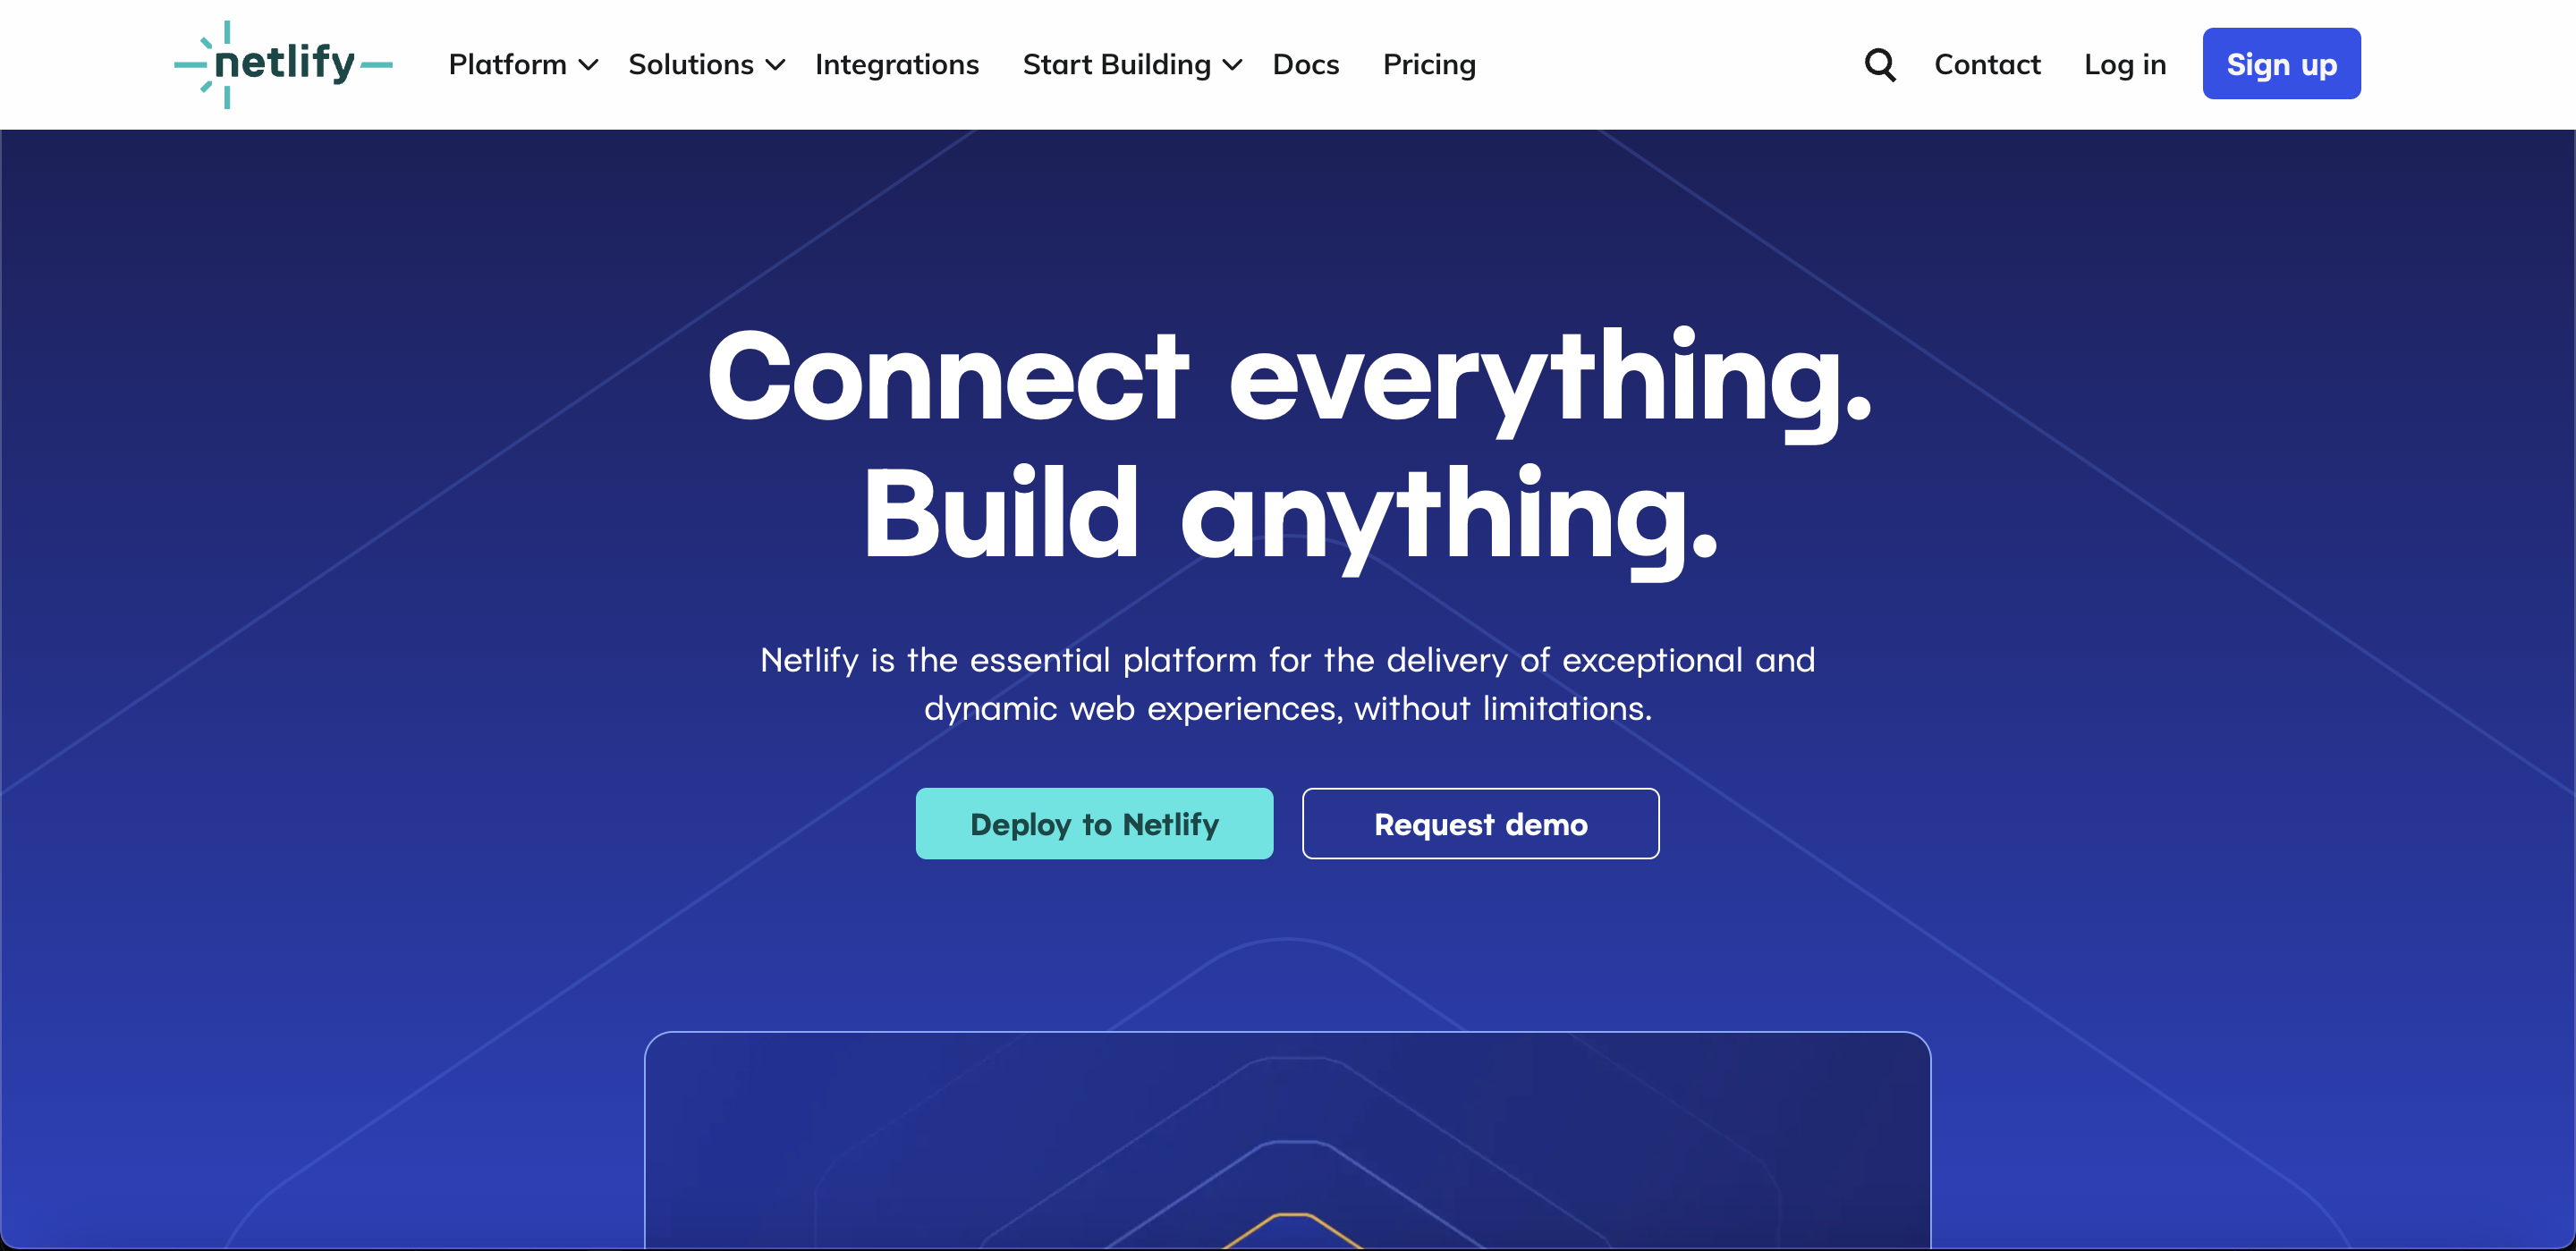 netlify
Platform
Solutions
Integrations
Start Building
Docs
Pricing
Contact
Log in
Sign up
Connect everything.
Build anything.
Netlify is the essential platform for the delivery of exceptional and
dynamic web experiences, without limitations.
Deploy to Netlify
Request demo